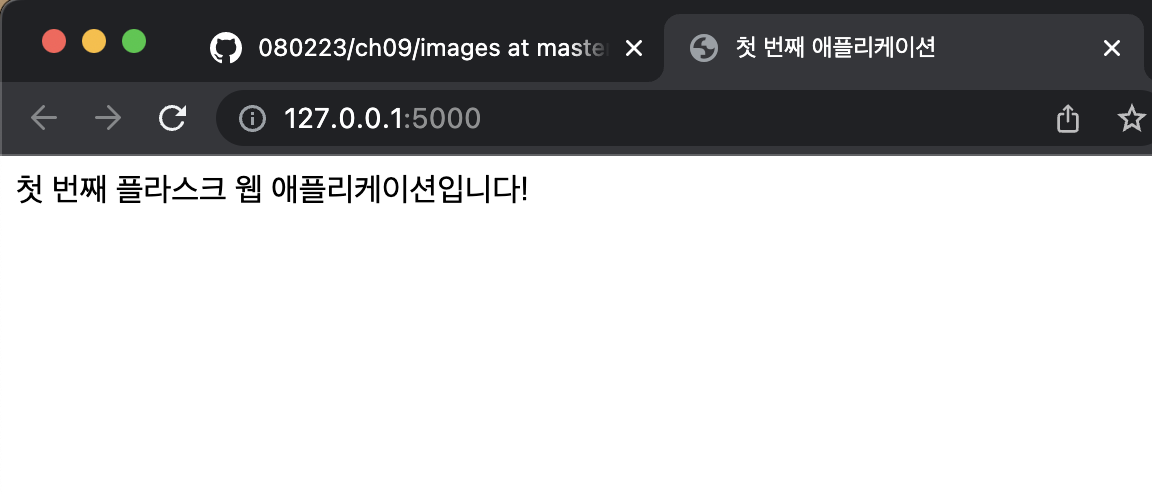 080223/ch09/images at maste
첫 번째 애플리케이션
127.0.0.1:5000
첫 번째 플라스크 웹 애플리케이션입니다!